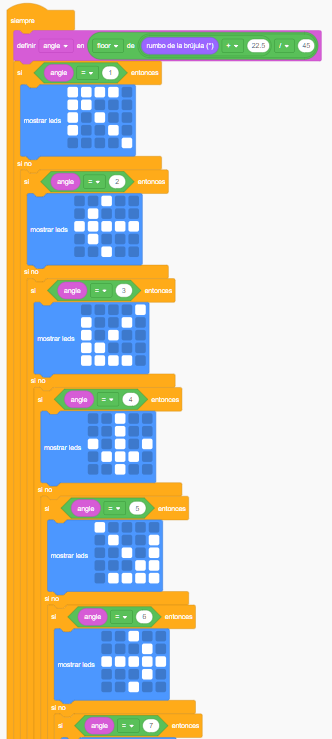 siempre
definir angle en floor de rumbo de la brújula (°) + 22.5 / 45
si angle = 1 entonces
mostrar leds
si no
si angle = 2 entonces
mostrar leds
si no
si angle = 3 entonces
mostrar leds
si no
si angle = 4 entonces
mostrar leds
si no
si angle = 5 entonces
mostrar leds
si no
si angle = 6 entonces
mostrar leds
si no
si angle = 7 entonces